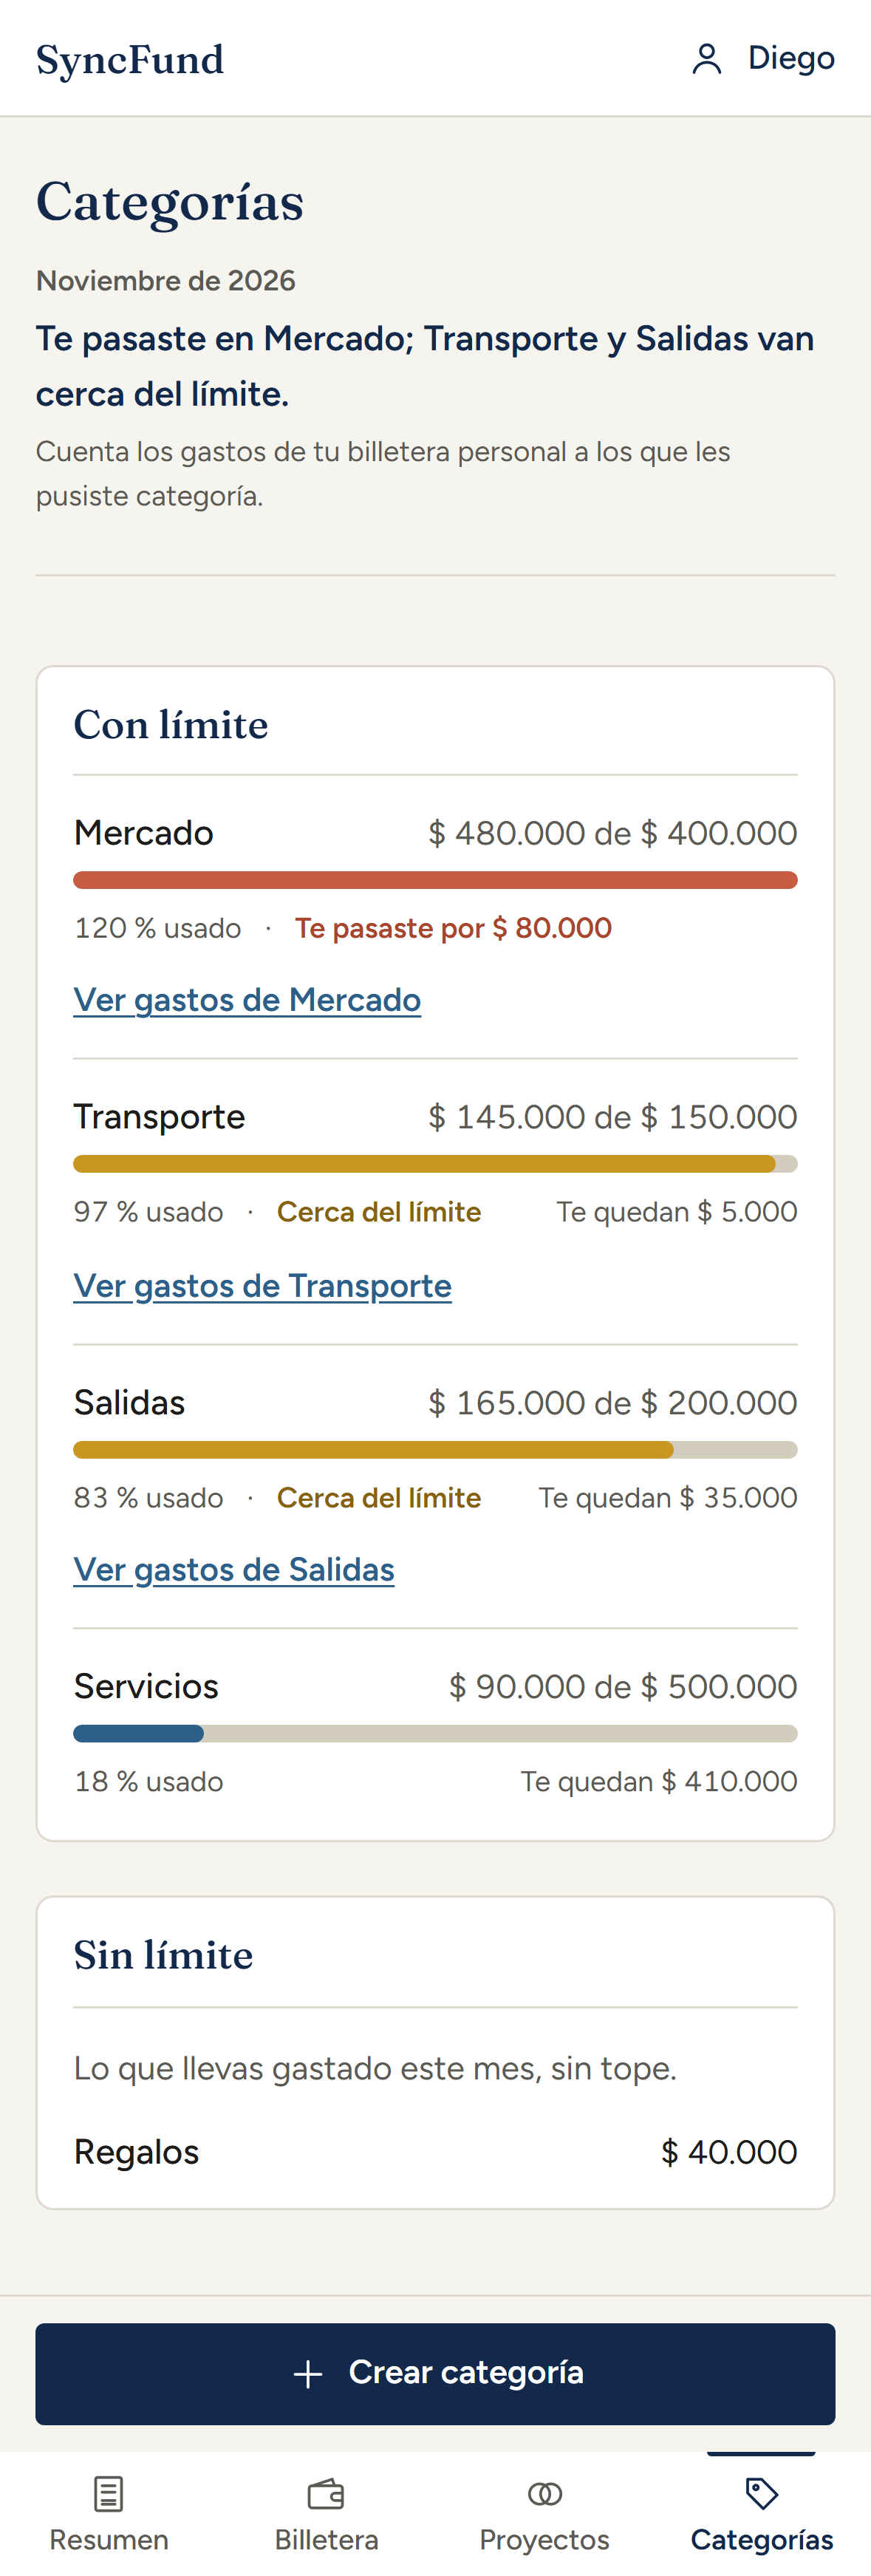 SyncFund
Diego
Categorías
Noviembre de 2026
Te pasaste en Mercado; Transporte y Salidas van
cerca del límite.
Cuenta los gastos de tu billetera personal a los que les
pusiste categoría.
Con límite
Mercado $ 480.000 de $ 400.000
120 % usado · Te pasaste por $ 80.000
Ver gastos de Mercado
Transporte $ 145.000 de $ 150.000
97 % usado · Cerca del límite Te quedan $ 5.000
Ver gastos de Transporte
Salidas $ 165.000 de $ 200.000
83 % usado · Cerca del límite Te quedan $ 35.000
Ver gastos de Salidas
Servicios $ 90.000 de $ 500.000
18 % usado Te quedan $ 410.000
Sin límite
Lo que llevas gastado este mes, sin tope.
Regalos $ 40.000
Crear categoría
Resumen Billetera Proyectos Categorías